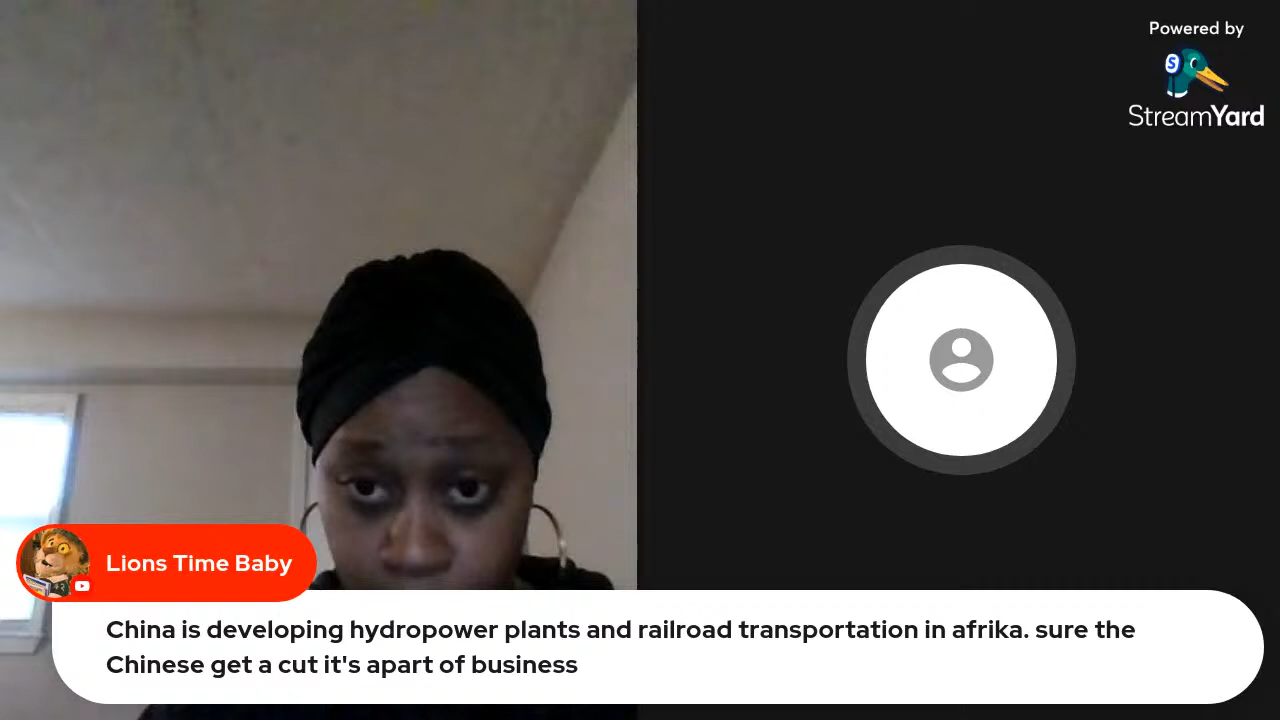 Powered by
StreamYard
Lions Time Baby
China is developing hydropower plants and railroad transportation in afrika. sure the
Chinese get a cut it's apart of business